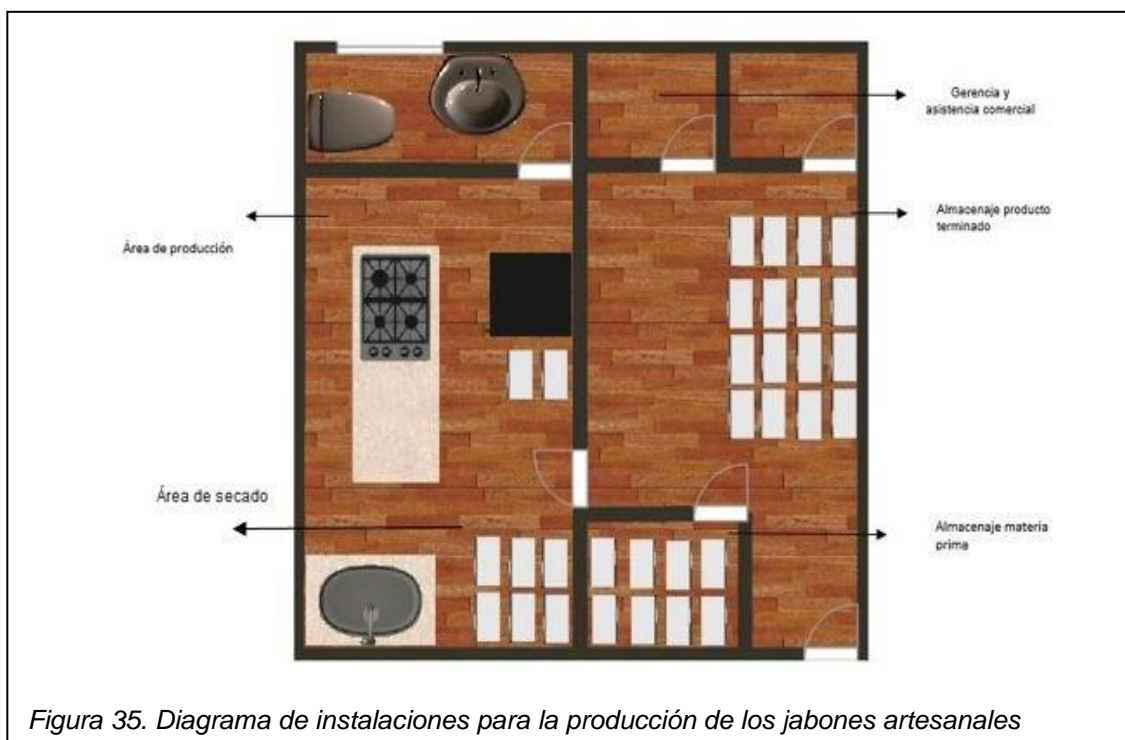 Gerencia y
asistencia comercial
Almacenaje producto
terminado
Área de producción
Área de secado
Almacenaje materia
prima
Figura 35. Diagrama de instalaciones para la producción de los jabones artesanales